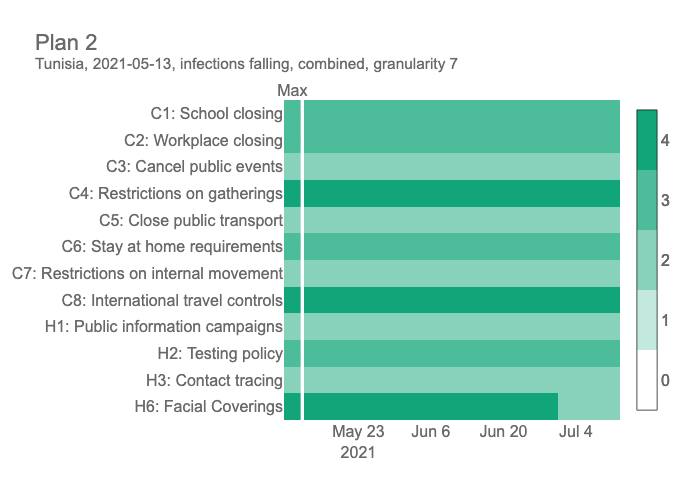 Plan 2
Tunisia, 2021-05-13, infections falling, combined, granularity 7
Max
C1: School closing
C2: Workplace closing
C3: Cancel public events
C4: Restrictions on gatherings
C5: Close public transport
C6: Stay at home requirements
C7: Restrictions on internal movement
C8: International travel controls
H1: Public information campaigns
H2: Testing policy
H3: Contact tracing
H6: Facial Coverings
May 23 Jun 6 Jun 20 Jul 4
2021
4
3
2
1
0